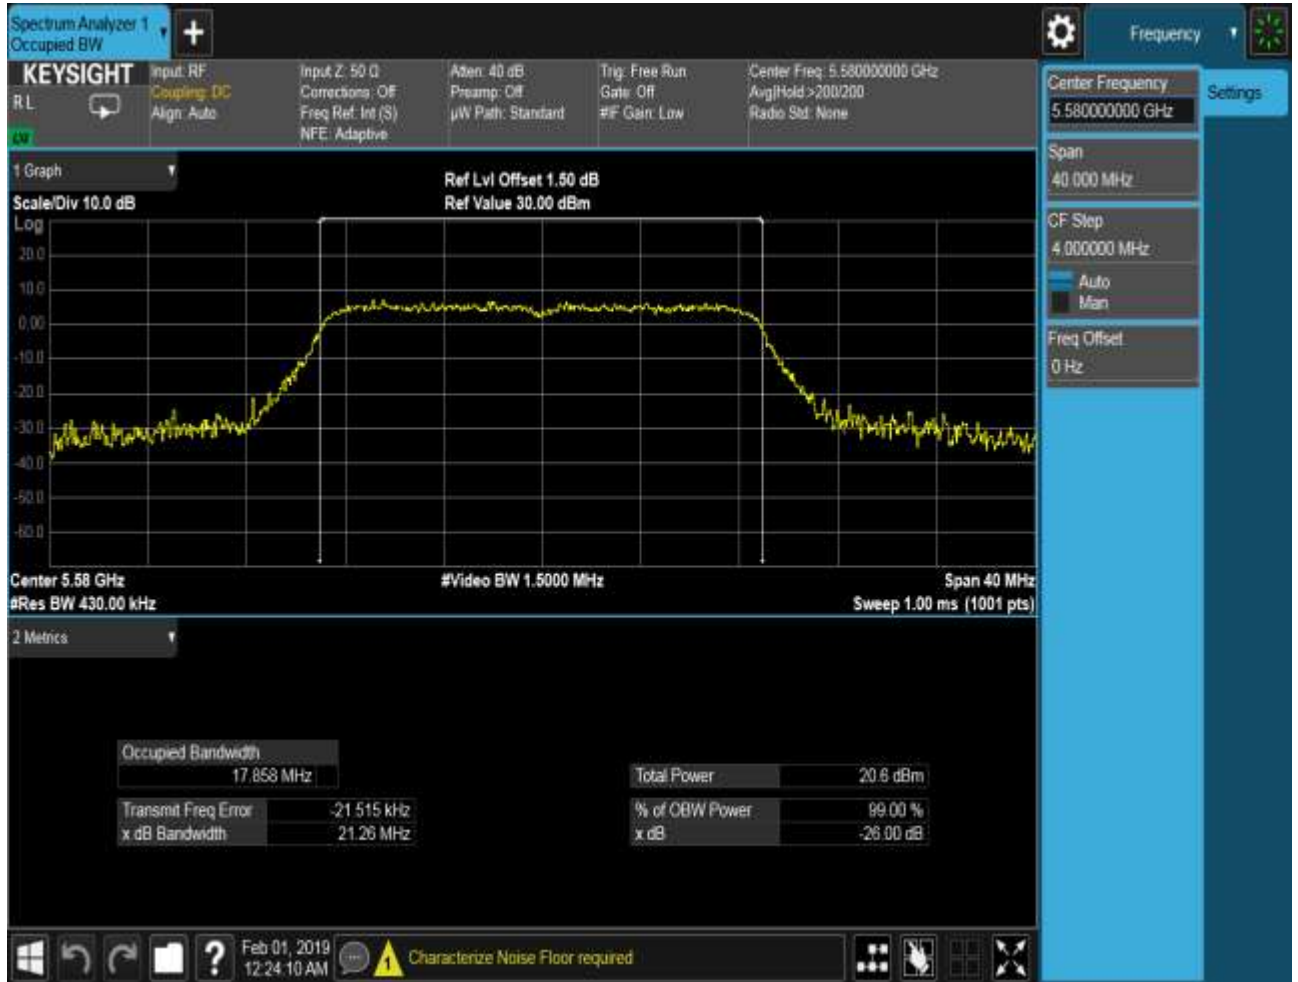 Spectrum Analyzer 1
Occupied BW
+
Frequency
KEYSIGHT
R L
Input: RF
Coupling: DC
Align: Auto
Input Z: 50 Ω
Corrections: Off
Freq Ref: Int (S)
NFE: Adaptive
Atten: 40 dB
Preamp: Off
µW Path: Standard
Trig: Free Run
Gate: Off
#IF Gain: Low
Center Freq: 5.580000000 GHz
Avg|Hold:>200/200
Radio Std: None
Center Frequency
5.580000000 GHz
Settings
Span
40.000 MHz
CF Step
4.000000 MHz
Auto
Man
Freq Offset
0 Hz
1 Graph
Scale/Div 10.0 dB
Ref Lvl Offset 1.50 dB
Ref Value 30.00 dBm
Log
20.0
10.0
0.00
-10.0
-20.0
-30.0
-40.0
-50.0
-60.0
Center 5.58 GHz
#Video BW 1.5000 MHz
Span 40 MHz
#Res BW 430.00 kHz
Sweep 1.00 ms (1001 pts)
2 Metrics
Occupied Bandwidth
17.858 MHz
Total Power 20.6 dBm
Transmit Freq Error -21.515 kHz
% of OBW Power 99.00 %
x dB Bandwidth 21.26 MHz
x dB -26.00 dB
?
Feb 01, 2019
12:24:10 AM
1
Characterize Noise Floor required